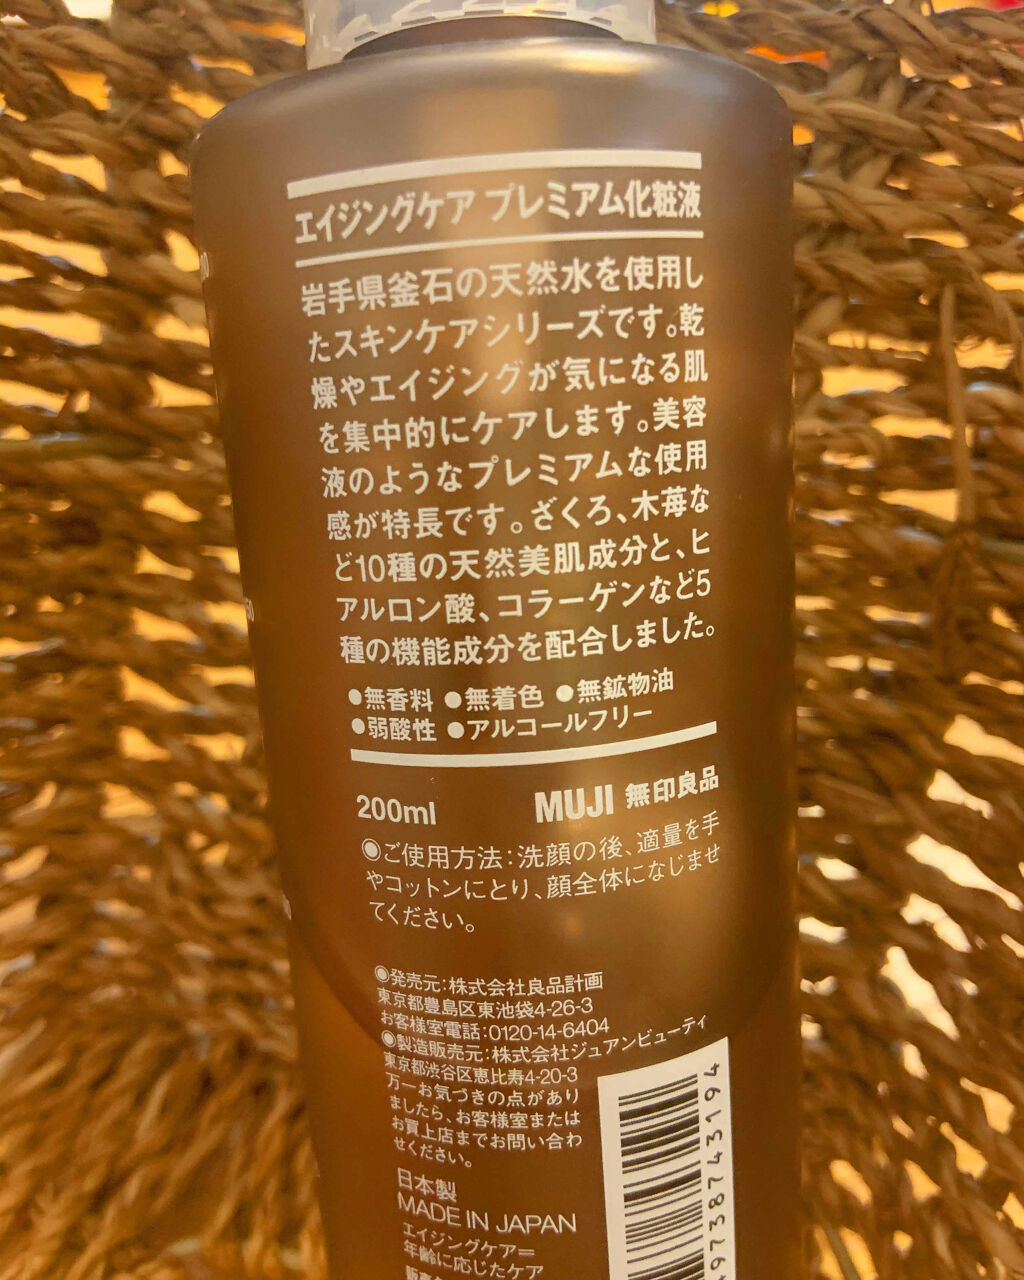 エイジングケア プレミアム化粧液
岩手県釜石の天然水を使用し
たスキンケアシリーズです。乾
燥やエイジングが気になる肌
を集中的にケアします。美容
液のようなプレミアムな使用
感が特長です。ざくろ、木苺な
ど10種の天然美肌成分と、ヒ
アルロン酸、コラーゲンなど5
種の機能成分を配合しました。
●無香料 ●無着色 ●無鉱物油
●弱酸性 ●アルコールフリー
200ml MUJI 無印良品
◉ご使用方法:洗顔の後、適量を手
やコットンにとり、顔全体になじませ
てください。
◉発売元:株式会社良品計画
東京都豊島区東池袋4-26-3
お客様室電話:0120-14-6404
◉製造販売元:株式会社ジュアンビューティ
東京都渋谷区恵比寿4-20-3
万一お気づきの点があり
ましたら、お客様室または
お買上店までお問い合わ
せください。
日本製
MADE IN JAPAN
エイジングケア=
年齢に応じたケア
4973873194